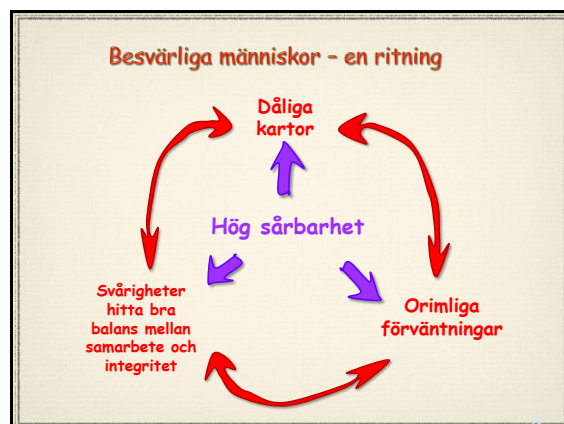 Besvärliga människor – en ritning
Dåliga
kartor
Hög sårbarhet
Svårigheter
hitta bra
balans mellan
samarbete och
integritet
Orimliga
förväntningar